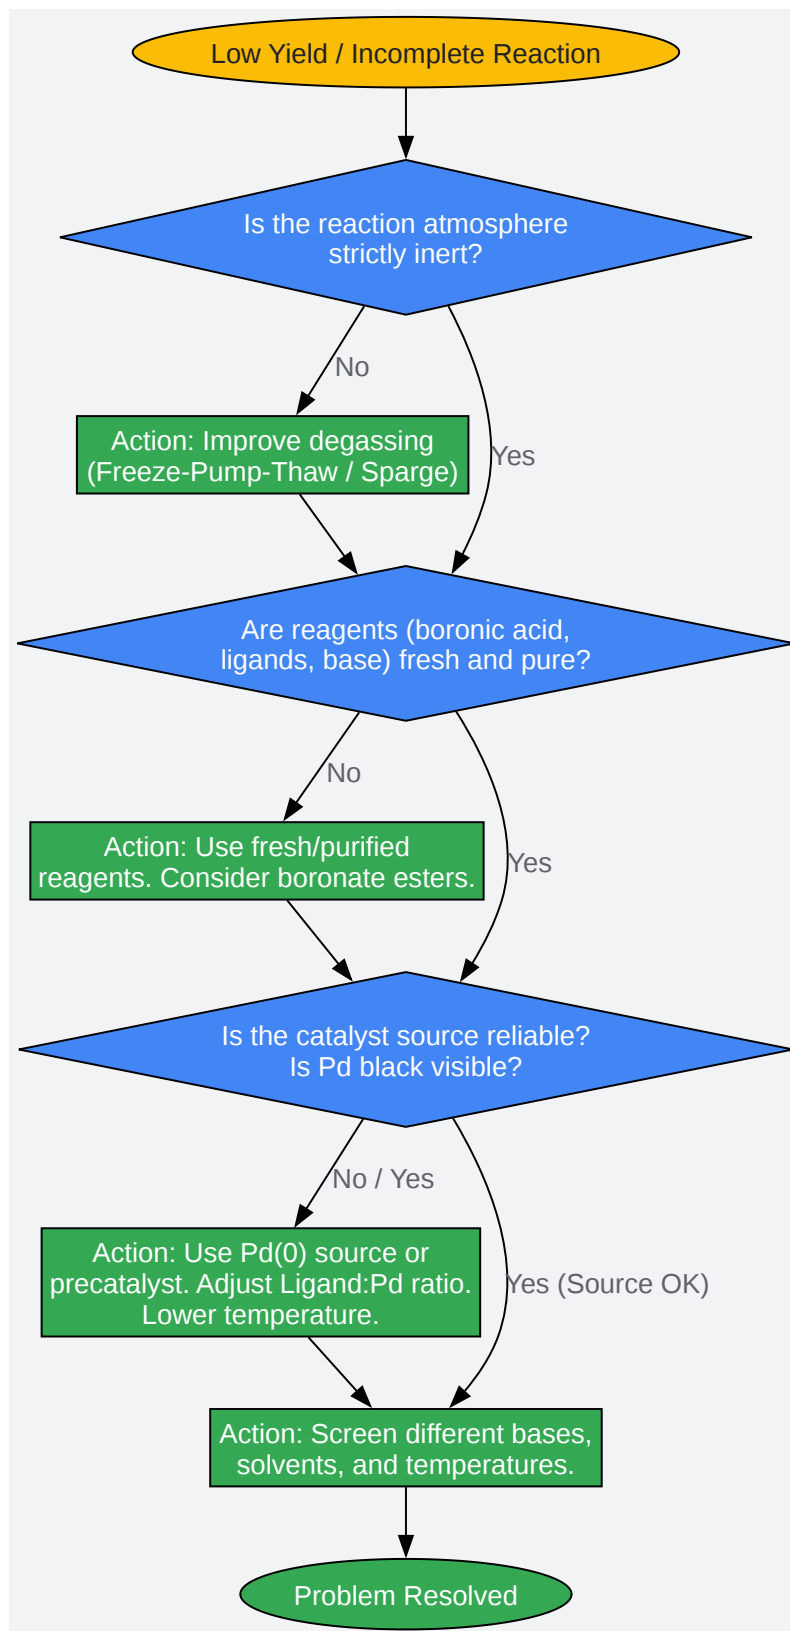 Low Yield / Incomplete Reaction
Is the reaction atmosphere
strictly inert?
No
Action: Improve degassing
(Freeze-Pump-Thaw / Sparge)
Yes
Are reagents (boronic acid,
ligands, base) fresh and pure?
No
Action: Use fresh/purified
reagents. Consider boronate esters.
Yes
Is the catalyst source reliable?
Is Pd black visible?
No / Yes
Action: Use Pd(0) source or
precatalyst. Adjust Ligand:Pd ratio.
Lower temperature.
Yes (Source OK)
Action: Screen different bases,
solvents, and temperatures.
Problem Resolved